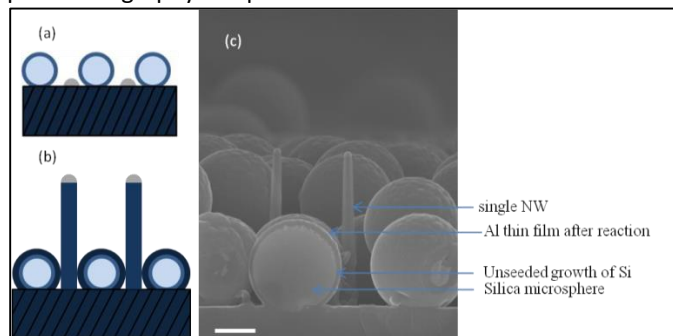 (a)
(b)
(c)
single NW
Al thin film after reaction
Unseeded growth of Si
Silica microsphere